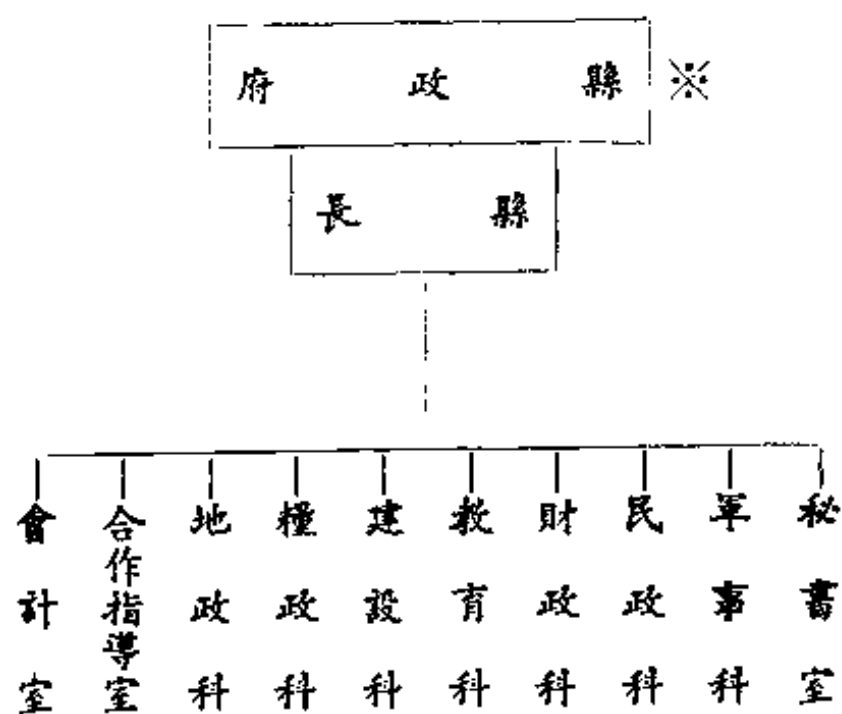 ※縣政府
縣長
秘書室
軍事科
民政科
財政科
教育科
建設科
糧政科
地政科
合作指導室
會計室